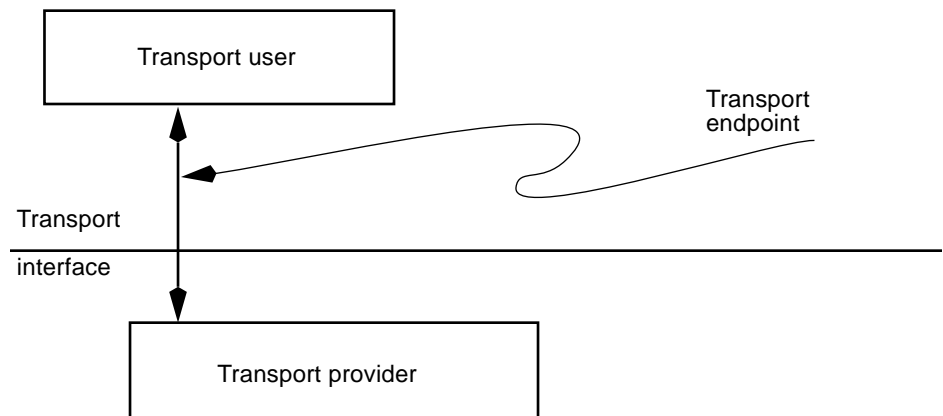 Transport user
Transport
endpoint
Transport
interface
Transport provider